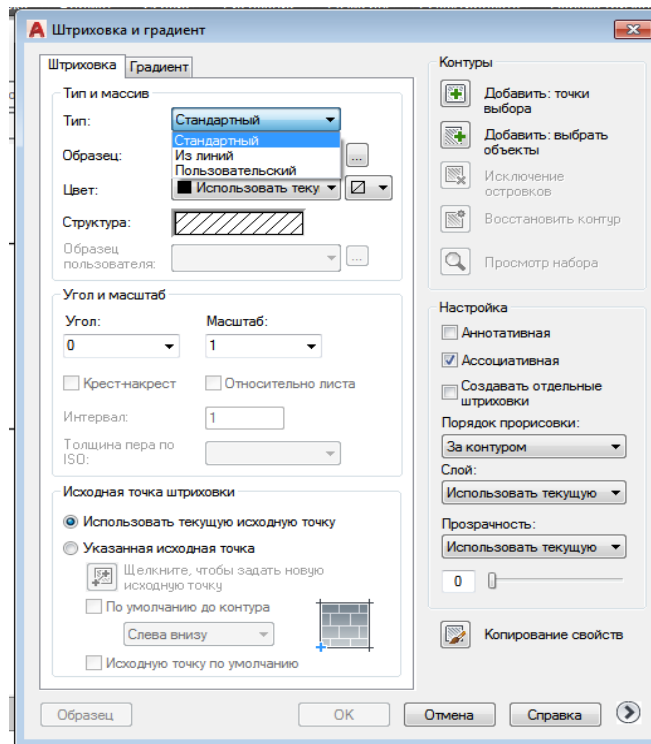 Штриховка и градиент
Штриховка Градиент
Тип и массив
Тип: Стандартный
Стандартный
Из линий
Пользовательский
Образец: ...
Цвет: Использовать теку
Структура:
Образец
пользователя: ...
Угол и масштаб
Угол: Масштаб:
0 1
Крест-накрест Относительно листа
Интервал: 1
Толщина пера по
ISO:
Исходная точка штриховки
Использовать текущую исходную точку
Указанная исходная точка
Щелкните, чтобы задать новую
исходную точку
По умолчанию до контура
Слева внизу
Исходную точку по умолчанию
Контуры
Добавить: точки
выбора
Добавить: выбрать
объекты
Исключение
островков
Восстановить контур
Просмотр набора
Настройка
Аннотативная
Ассоциативная
Создавать отдельные
штриховки
Порядок прорисовки:
За контуром
Слой:
Использовать текущую
Прозрачность:
Использовать текущую
0
Копирование свойств
Образец ОК Отмена Справка